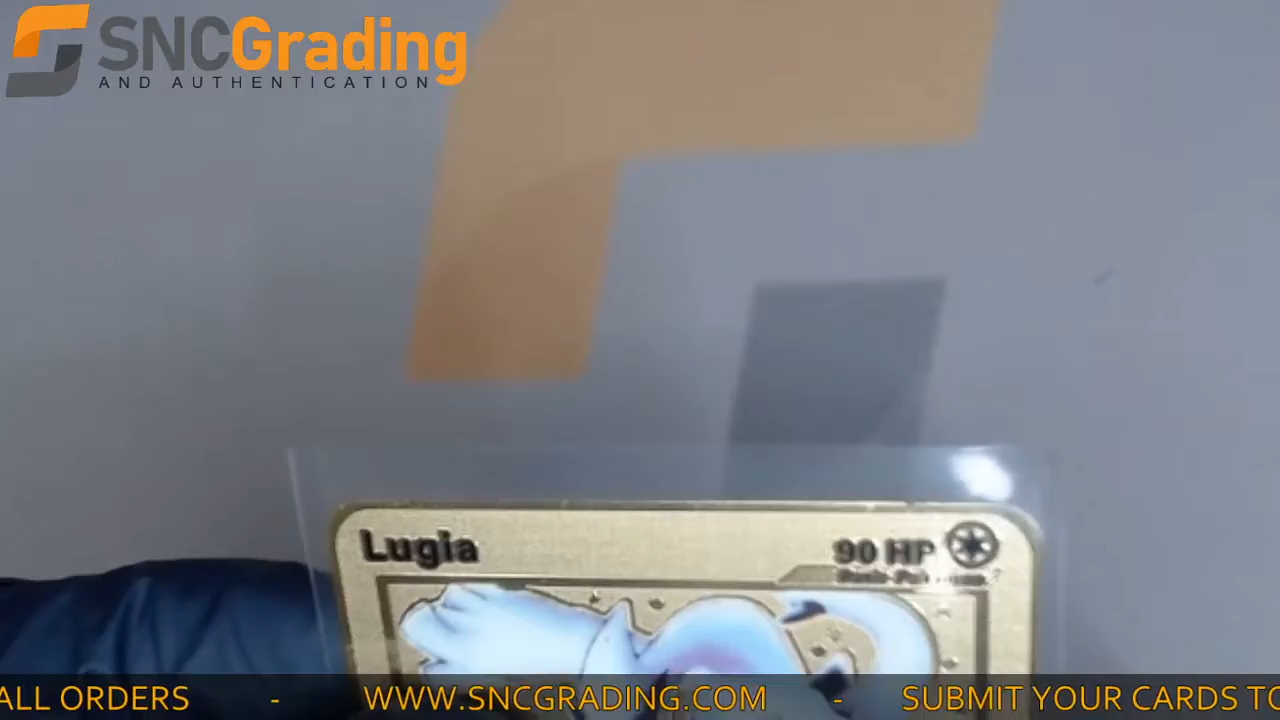 SNCGrading
AND AUTHENTICATION
Lugia
90 HP
ALL ORDERS - WWW.SNCGRADING.COM - SUBMIT YOUR CARDS TO